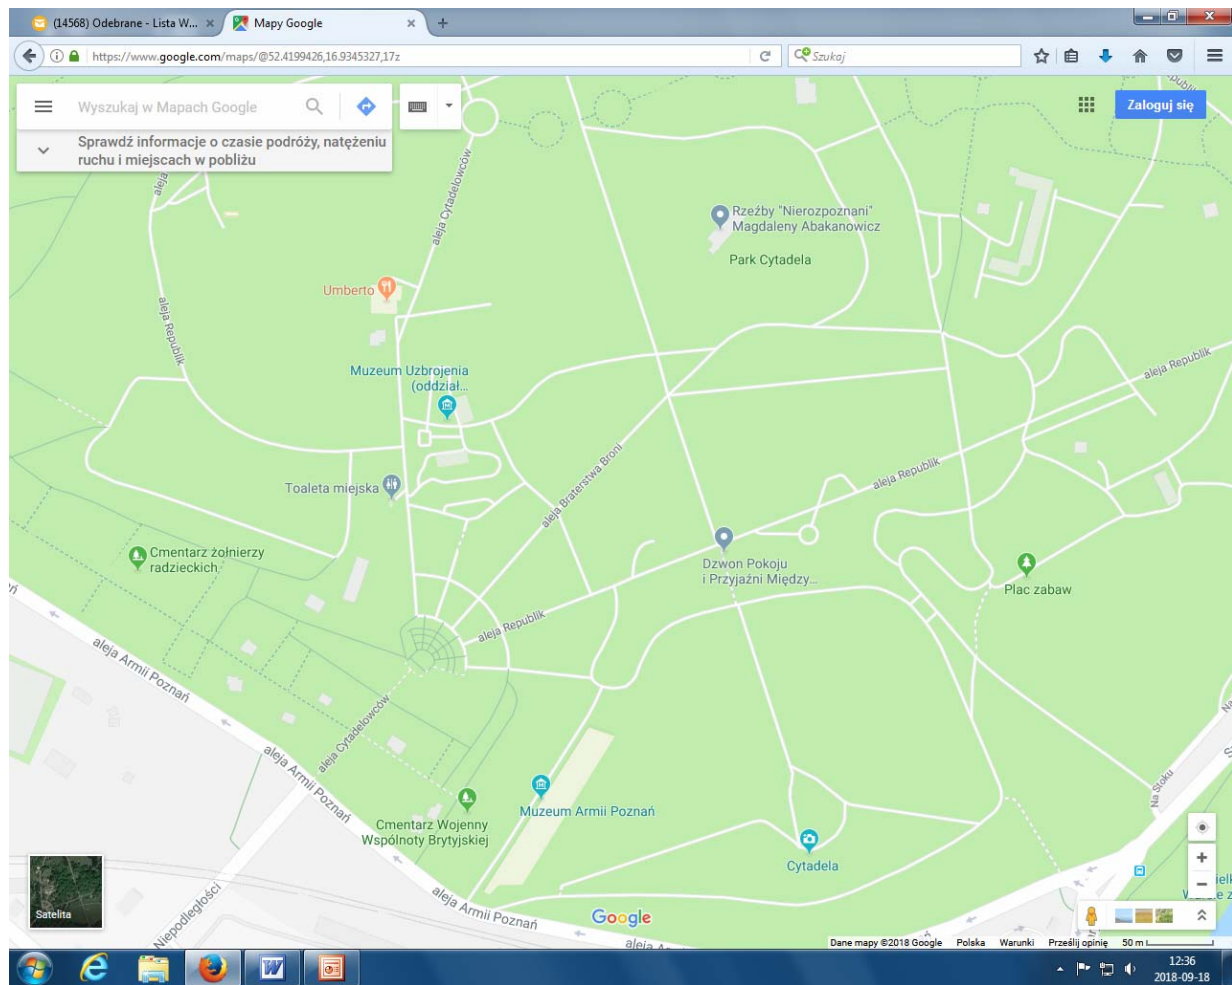 (14568) Odebrane - Lista W...
Mapy Google
https://www.google.com/maps/@52.4199426,16.9345327,17z
Szukaj
Wyszukaj w Mapach Google
Zaloguj się
Sprawdź informacje o czasie podróży, natężeniu
ruchu i miejscach w pobliżu
aleja
aleja Cytadelowców
Rzeźby "Nierozpoznani"
Magdaleny Abakanowicz
Park Cytadela
Umberto
aleja Republik
Muzeum Uzbrojenia
(oddział...
aleja Republik
Toaleta miejska
aleja Braterstwa Broni
aleja Republik
Cmentarz żołnierzy
radzieckich
Dzwon Pokoju
i Przyjaźni Między...
Plac zabaw
aleja Republik
aleja Armii Poznań
aleja Cytadelowców
aleja Armii Poznań
Na Stoku
Muzeum Armii Poznań
Cmentarz Wojenny
Wspólnoty Brytyjskiej
Cytadela
Satelita
Niepodległości
aleja Armii Poznań
Google
Dane mapy ©2018 Google Polska Warunki Prześlij opinię 50 m
12:36
2018-09-18